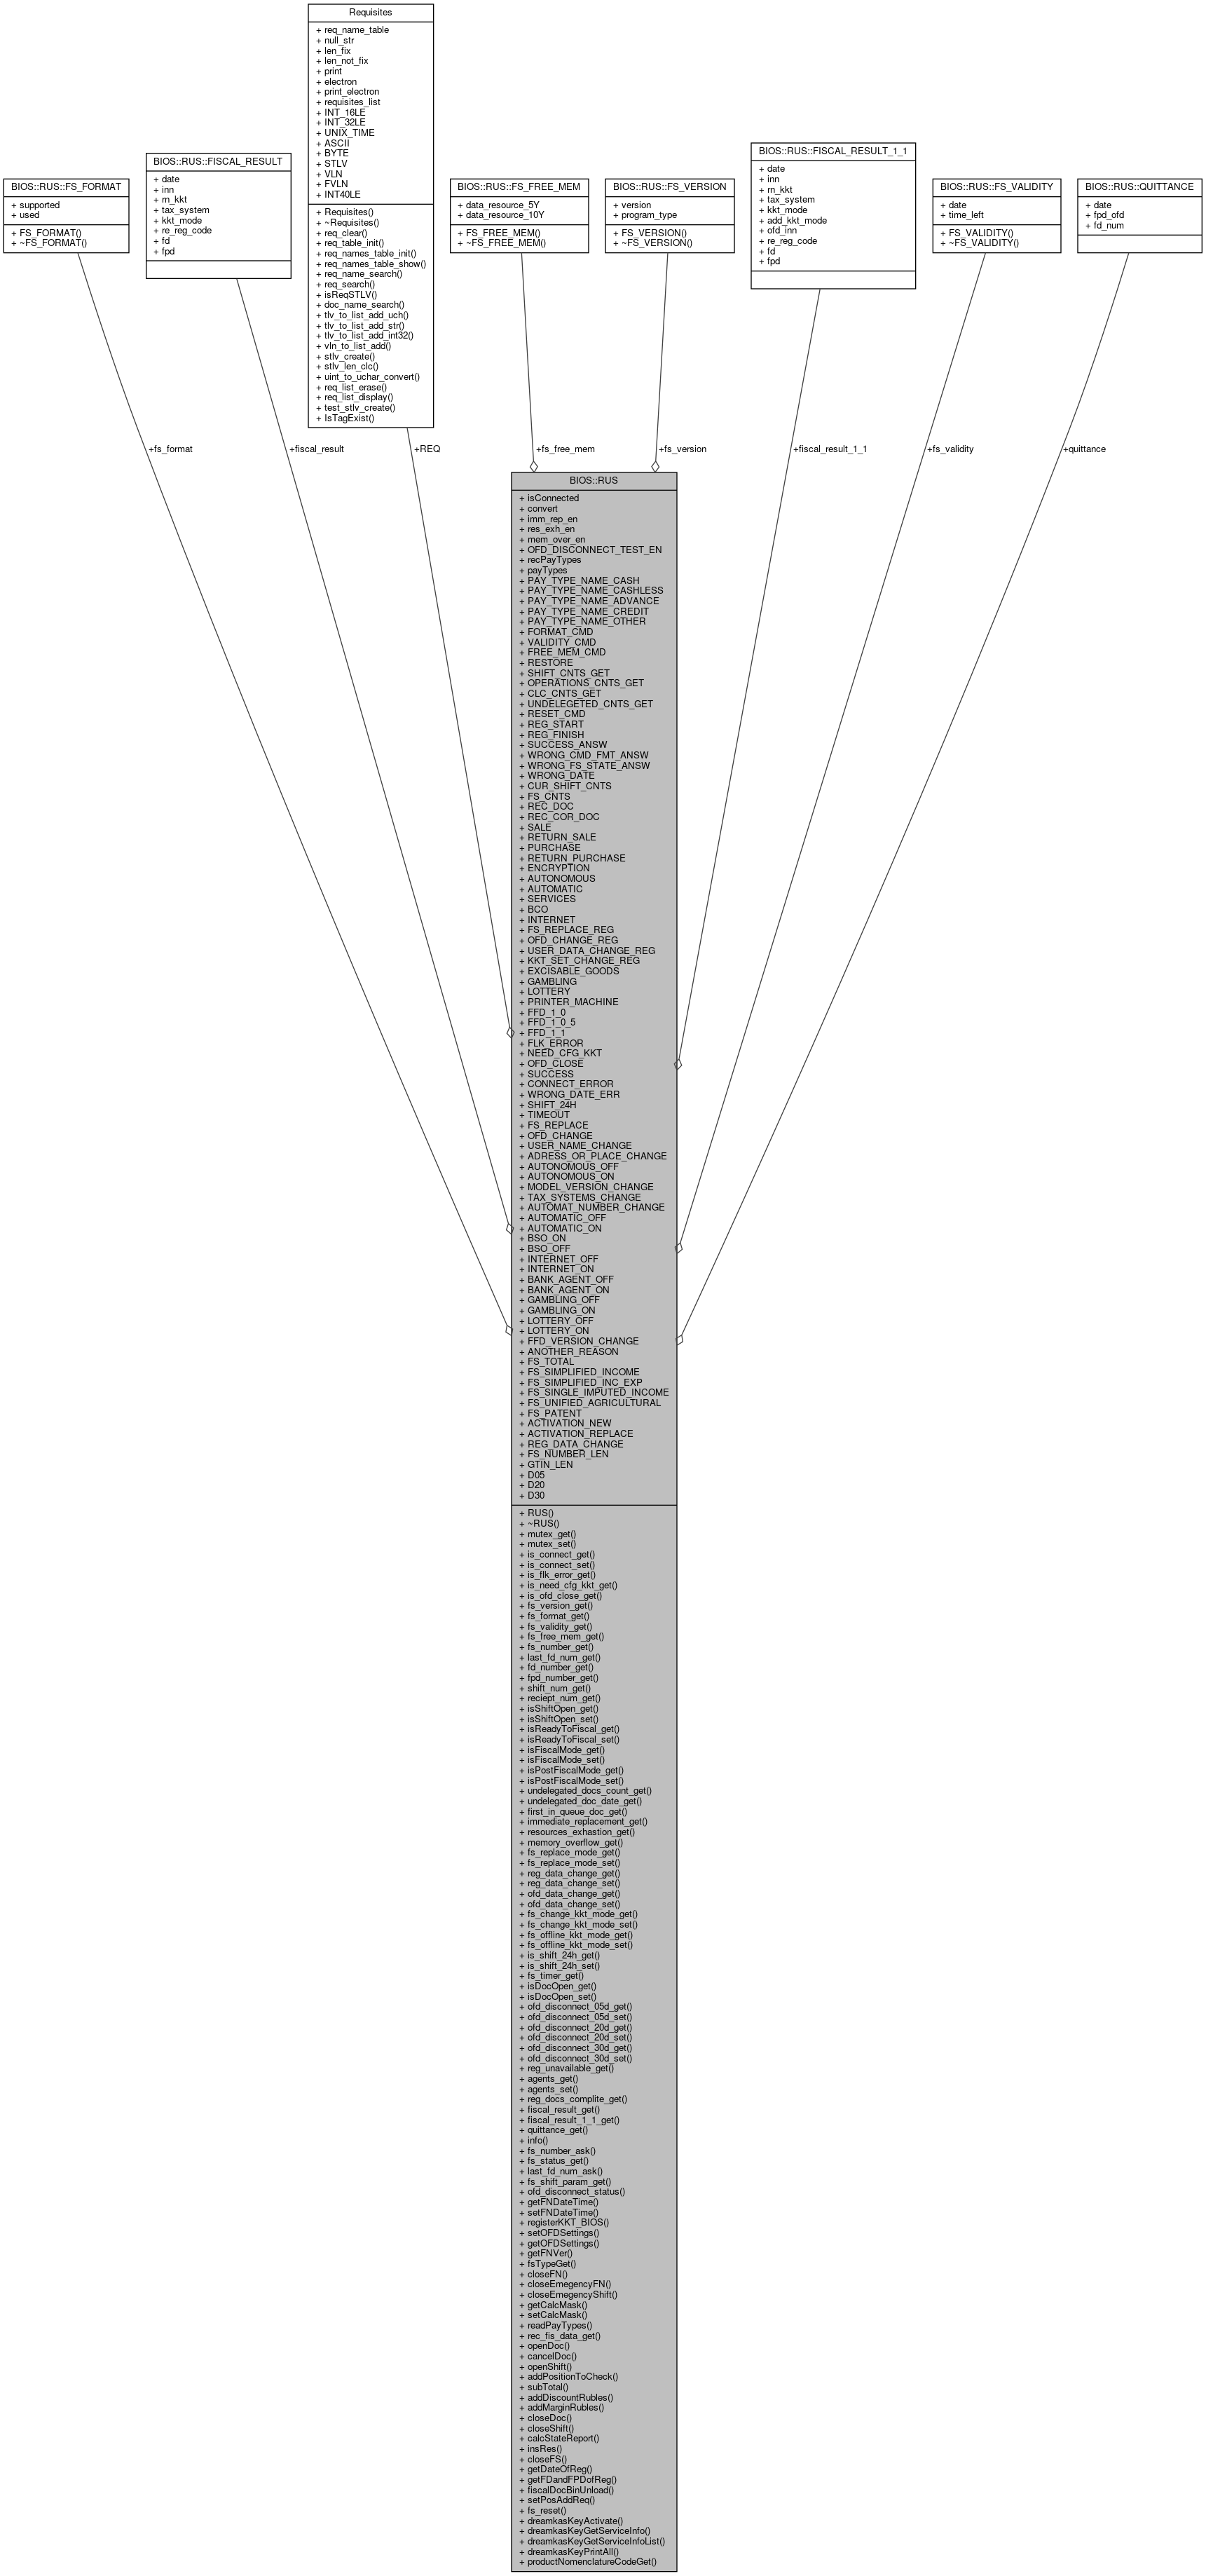 Requisites
+ req_name_table
+ null_str
+ len_fix
+ len_not_fix
+ print
+ electron
+ print_electron
+ requisites_list
+ INT_16LE
+ INT_32LE
+ UNIX_TIME
+ ASCII
+ BYTE
+ STLV
+ VLN
+ FVLN
+ INT40LE
+ Requisites()
+ ~Requisites()
+ req_clear()
+ req_table_init()
+ req_names_table_init()
+ req_names_table_show()
+ req_name_search()
+ req_search()
+ isReqSTLV()
+ doc_name_search()
+ tlv_to_list_add_uch()
+ tlv_to_list_add_str()
+ tlv_to_list_add_int32()
+ vln_to_list_add()
+ stlv_create()
+ stlv_len_clc()
+ uint_to_uchar_convert()
+ req_list_erase()
+ req_list_display()
+ test_stlv_create()
+ IsTagExist()
BIOS::RUS::FS_FORMAT
+ supported
+ used
+ FS_FORMAT()
+ ~FS_FORMAT()
BIOS::RUS::FISCAL_RESULT
+ date
+ inn
+ rn_kkt
+ tax_system
+ kkt_mode
+ re_reg_code
+ fd
+ fpd
BIOS::RUS::FS_FREE_MEM
+ data_resource_5Y
+ data_resource_10Y
+ FS_FREE_MEM()
+ ~FS_FREE_MEM()
BIOS::RUS::FS_VERSION
+ version
+ program_type
+ FS_VERSION()
+ ~FS_VERSION()
BIOS::RUS::FISCAL_RESULT_1_1
+ date
+ inn
+ rn_kkt
+ tax_system
+ kkt_mode
+ add_kkt_mode
+ ofd_inn
+ re_reg_code
+ fd
+ fpd
BIOS::RUS::FS_VALIDITY
+ date
+ time_left
+ FS_VALIDITY()
+ ~FS_VALIDITY()
BIOS::RUS::QUITTANCE
+ date
+ fpd_ofd
+ fd_num
+fs_format
+fiscal_result
+REQ
+fs_free_mem
+fs_version
+fiscal_result_1_1
+fs_validity
+quittance
BIOS::RUS
+ isConnected
+ convert
+ imm_rep_en
+ res_exh_en
+ mem_over_en
+ OFD_DISCONNECT_TEST_EN
+ recPayTypes
+ payTypes
+ PAY_TYPE_NAME_CASH
+ PAY_TYPE_NAME_CASHLESS
+ PAY_TYPE_NAME_ADVANCE
+ PAY_TYPE_NAME_CREDIT
+ PAY_TYPE_NAME_OTHER
+ FORMAT_CMD
+ VALIDITY_CMD
+ FREE_MEM_CMD
+ RESTORE
+ SHIFT_CNTS_GET
+ OPERATIONS_CNTS_GET
+ CLC_CNTS_GET
+ UNDELEGETED_CNTS_GET
+ RESET_CMD
+ REG_START
+ REG_FINISH
+ SUCCESS_ANSW
+ WRONG_CMD_FMT_ANSW
+ WRONG_FS_STATE_ANSW
+ WRONG_DATE
+ CUR_SHIFT_CNTS
+ FS_CNTS
+ REC_DOC
+ REC_COR_DOC
+ SALE
+ RETURN_SALE
+ PURCHASE
+ RETURN_PURCHASE
+ ENCRYPTION
+ AUTONOMOUS
+ AUTOMATIC
+ SERVICES
+ BCO
+ INTERNET
+ FS_REPLACE_REG
+ OFD_CHANGE_REG
+ USER_DATA_CHANGE_REG
+ KKT_SET_CHANGE_REG
+ EXCISABLE_GOODS
+ GAMBLING
+ LOTTERY
+ PRINTER_MACHINE
+ FFD_1_0
+ FFD_1_0_5
+ FFD_1_1
+ FLK_ERROR
+ NEED_CFG_KKT
+ OFD_CLOSE
+ SUCCESS
+ CONNECT_ERROR
+ WRONG_DATE_ERR
+ SHIFT_24H
+ TIMEOUT
+ FS_REPLACE
+ OFD_CHANGE
+ USER_NAME_CHANGE
+ ADRESS_OR_PLACE_CHANGE
+ AUTONOMOUS_OFF
+ AUTONOMOUS_ON
+ MODEL_VERSION_CHANGE
+ TAX_SYSTEMS_CHANGE
+ AUTOMAT_NUMBER_CHANGE
+ AUTOMATIC_OFF
+ AUTOMATIC_ON
+ BSO_ON
+ BSO_OFF
+ INTERNET_OFF
+ INTERNET_ON
+ BANK_AGENT_OFF
+ BANK_AGENT_ON
+ GAMBLING_OFF
+ GAMBLING_ON
+ LOTTERY_OFF
+ LOTTERY_ON
+ FFD_VERSION_CHANGE
+ ANOTHER_REASON
+ FS_TOTAL
+ FS_SIMPLIFIED_INCOME
+ FS_SIMPLIFIED_INC_EXP
+ FS_SINGLE_IMPUTED_INCOME
+ FS_UNIFIED_AGRICULTURAL
+ FS_PATENT
+ ACTIVATION_NEW
+ ACTIVATION_REPLACE
+ REG_DATA_CHANGE
+ FS_NUMBER_LEN
+ GTIN_LEN
+ D05
+ D20
+ D30
+ RUS()
+ ~RUS()
+ mutex_get()
+ mutex_set()
+ is_connect_get()
+ is_connect_set()
+ is_flk_error_get()
+ is_need_cfg_kkt_get()
+ is_ofd_close_get()
+ fs_version_get()
+ fs_format_get()
+ fs_validity_get()
+ fs_free_mem_get()
+ fs_number_get()
+ last_fd_num_get()
+ fd_number_get()
+ fpd_number_get()
+ shift_num_get()
+ reciept_num_get()
+ isShiftOpen_get()
+ isShiftOpen_set()
+ isReadyToFiscal_get()
+ isReadyToFiscal_set()
+ isFiscalMode_get()
+ isFiscalMode_set()
+ isPostFiscalMode_get()
+ isPostFiscalMode_set()
+ undelegated_docs_count_get()
+ undelegated_doc_date_get()
+ first_in_queue_doc_get()
+ immediate_replacement_get()
+ resources_exhastion_get()
+ memory_overflow_get()
+ fs_replace_mode_get()
+ fs_replace_mode_set()
+ reg_data_change_get()
+ reg_data_change_set()
+ ofd_data_change_get()
+ ofd_data_change_set()
+ fs_change_kkt_mode_get()
+ fs_change_kkt_mode_set()
+ fs_offline_kkt_mode_get()
+ fs_offline_kkt_mode_set()
+ is_shift_24h_get()
+ is_shift_24h_set()
+ fs_timer_get()
+ isDocOpen_get()
+ isDocOpen_set()
+ ofd_disconnect_05d_get()
+ ofd_disconnect_05d_set()
+ ofd_disconnect_20d_get()
+ ofd_disconnect_20d_set()
+ ofd_disconnect_30d_get()
+ ofd_disconnect_30d_set()
+ reg_unavailable_get()
+ agents_get()
+ agents_set()
+ reg_docs_complite_get()
+ fiscal_result_get()
+ fiscal_result_1_1_get()
+ quittance_get()
+ info()
+ fs_number_ask()
+ fs_status_get()
+ last_fd_num_ask()
+ fs_shift_param_get()
+ ofd_disconnect_status()
+ getFNDateTime()
+ setFNDateTime()
+ registerKKT_BIOS()
+ setOFDSettings()
+ getOFDSettings()
+ getFNVer()
+ fsTypeGet()
+ closeFN()
+ closeEmegencyFN()
+ closeEmegencyShift()
+ getCalcMask()
+ setCalcMask()
+ readPayTypes()
+ rec_fis_data_get()
+ openDoc()
+ cancelDoc()
+ openShift()
+ addPositionToCheck()
+ subTotal()
+ addDiscountRubles()
+ addMarginRubles()
+ closeDoc()
+ closeShift()
+ calcStateReport()
+ insRes()
+ closeFS()
+ getDateOfReg()
+ getFDandFPDofReg()
+ fiscalDocBinUnload()
+ setPosAddReq()
+ fs_reset()
+ dreamkasKeyActivate()
+ dreamkasKeyGetServiceInfo()
+ dreamkasKeyGetServiceInfoList()
+ dreamkasKeyPrintAll()
+ productNomenclatureCodeGet()